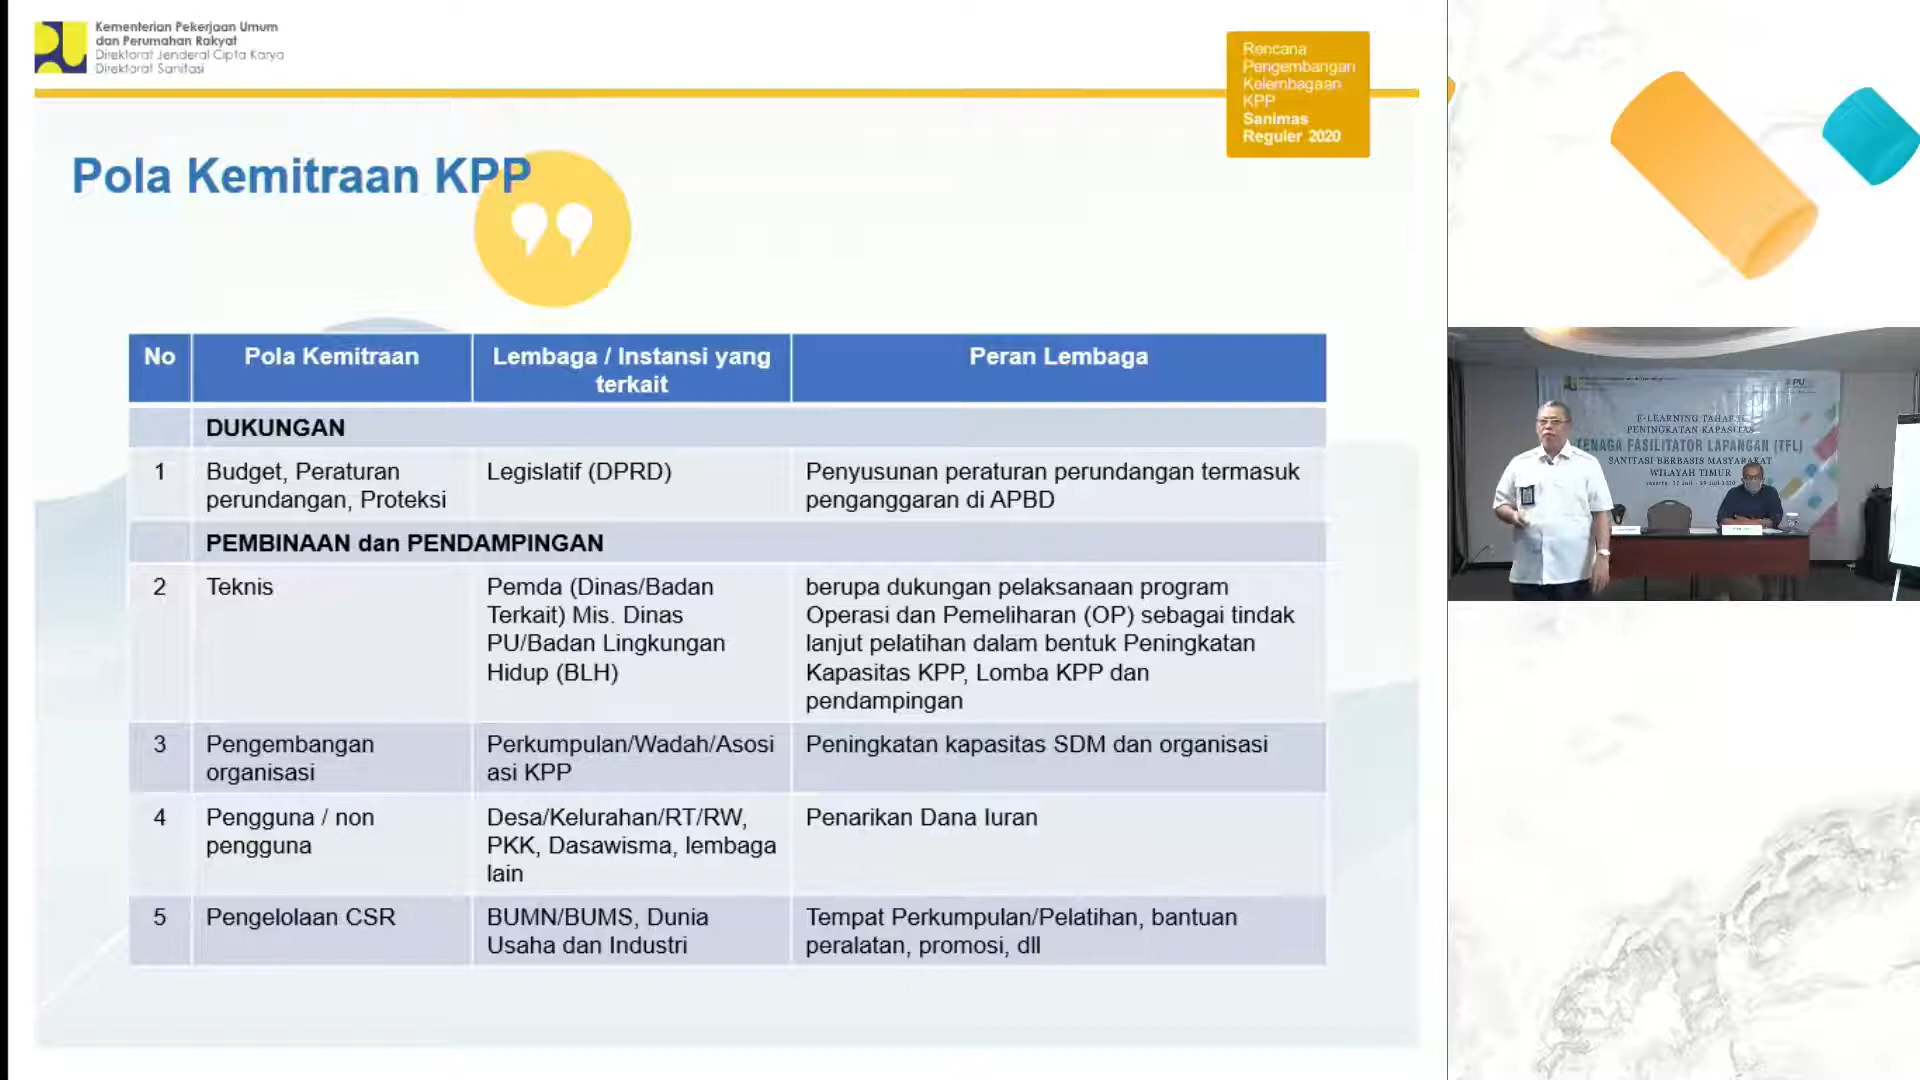 Kementerian Pekerjaan Umum
dan Perumahan Rakyat
Direktorat Jenderal Cipta Karya
Direktorat Sanitasi
Rencana
Pengembangan
Kelembagaan
KPP
Sanimas
Reguler 2020
Pola Kemitraan KPP
No Pola Kemitraan Lembaga / Instansi yang terkait Peran Lembaga
DUKUNGAN
1 Budget, Peraturan perundangan, Proteksi Legislatif (DPRD) Penyusunan peraturan perundangan termasuk penganggaran di APBD
PEMBINAAN dan PENDAMPINGAN
2 Teknis
Pemda (Dinas/Badan
Terkait) Mis. Dinas
PU/Badan Lingkungan
Hidup (BLH)
berupa dukungan pelaksanaan program
Operasi dan Pemeliharan (OP) sebagai tindak
lanjut pelatihan dalam bentuk Peningkatan
Kapasitas KPP, Lomba KPP dan
pendampingan
3 Pengembangan
organisasi
Perkumpulan/Wadah/Asosi
asi KPP
Peningkatan kapasitas SDM dan organisasi
4 Pengguna / non
pengguna
Desa/Kelurahan/RT/RW,
PKK, Dasawisma, lembaga
lain
Penarikan Dana Iuran
5 Pengelolaan CSR
BUMN/BUMS, Dunia
Usaha dan Industri
Tempat Perkumpulan/Pelatihan, bantuan
peralatan, promosi, dll
PU
E-LEARNING TAHAP
PENINGKATAN KAPASITAS
TENAGA FASILITATOR LAPANGAN (TFL)
SANITASI BERBASIS MASYARAKAT
WILAYAH TIMUR